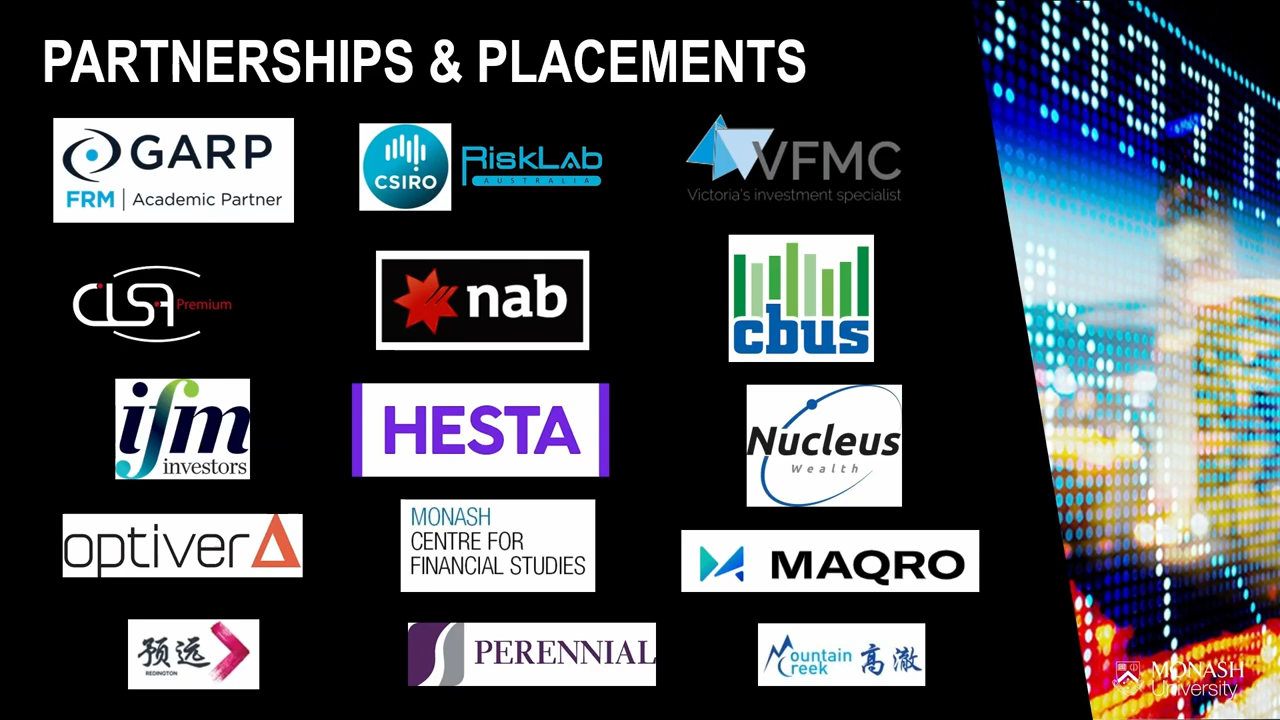 PARTNERSHIPS & PLACEMENTS
GARP
FRM | Academic Partner
CSIRO
RISKLAB
AUSTRALIA
VFMC
Victoria's investment specialist
CLSA Premium
nab
cbus
ifm
investors
HESTA
Nucleus
Wealth
optiver
MONASH
CENTRE FOR
FINANCIAL STUDIES
MAQRO
预远
REDINGTON
PERENNIAL
Mountain
Creek
高澈
MONASH
University